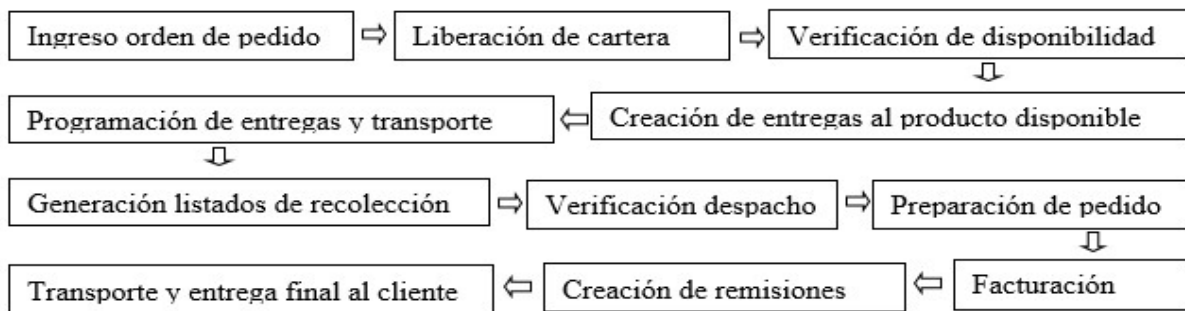 Ingreso orden de pedido
Liberación de cartera
Verificación de disponibilidad
Creación de entregas al producto disponible
Programación de entregas y transporte
Generación listados de recolección
Verificación despacho
Preparación de pedido
Facturación
Creación de remisiones
Transporte y entrega final al cliente